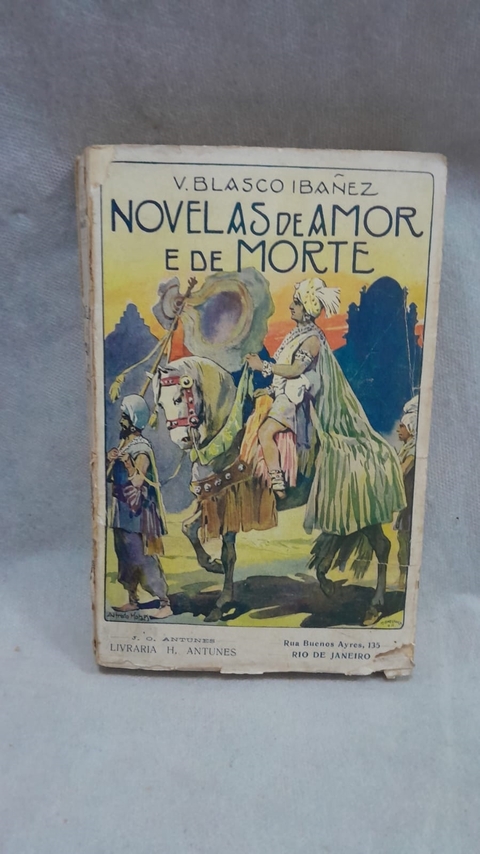 V. BLASCO IBAÑEZ
NOVELAS DE AMOR
E DE MORTE
J. O. ANTUNES
LIVRARIA H. ANTUNES
Rua Buenos Ayres, 135
RIO DE JANEIRO